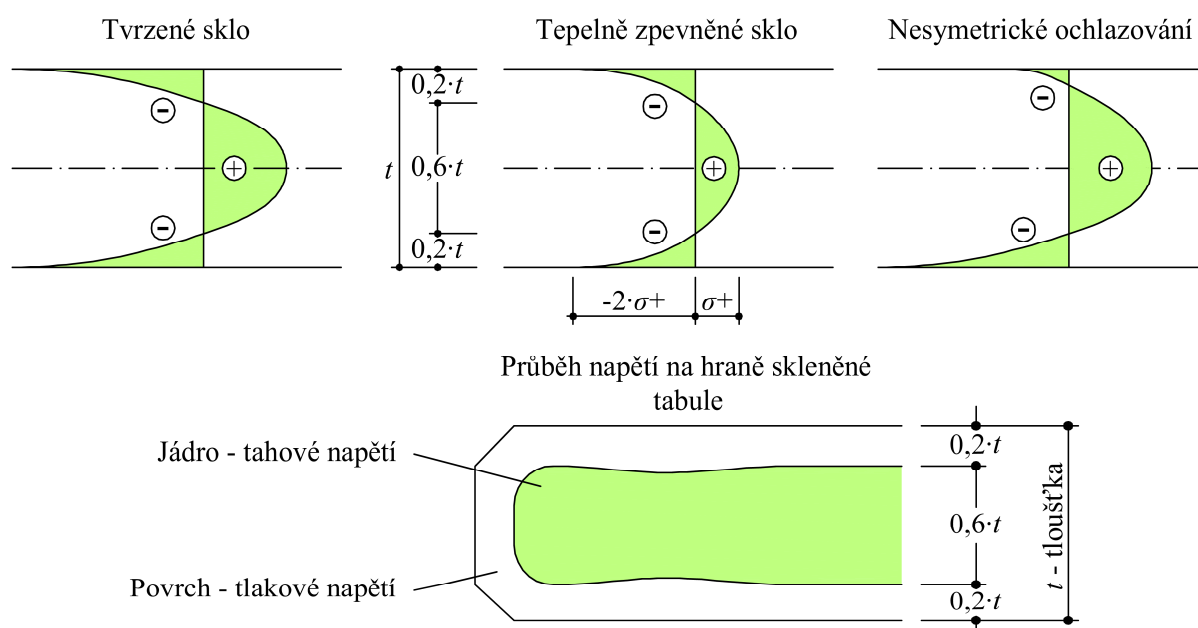 Tvrzené sklo
Tepelně zpevněné sklo
Nesymetrické ochlazování
-
+
-
t
0,2·t
0,6·t
0,2·t
-
+
-
-2·σ+
σ+
-
+
-
Průběh napětí na hraně skleněné
tabule
Jádro - tahové napětí
Povrch - tlakové napětí
0,2·t
0,6·t
0,2·t
t - tloušťka